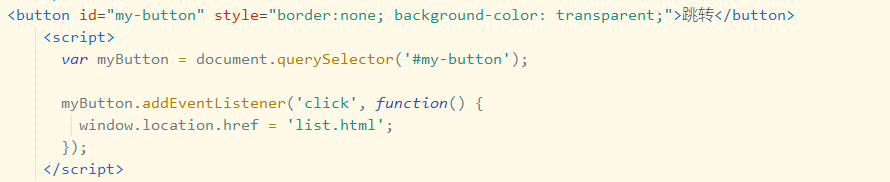 <button id="my-button" style="border:none; background-color: transparent;">跳转</button>
<script>
var myButton = document.querySelector('#my-button');
myButton.addEventListener('click', function() {
window.location.href = 'list.html';
});
</script>